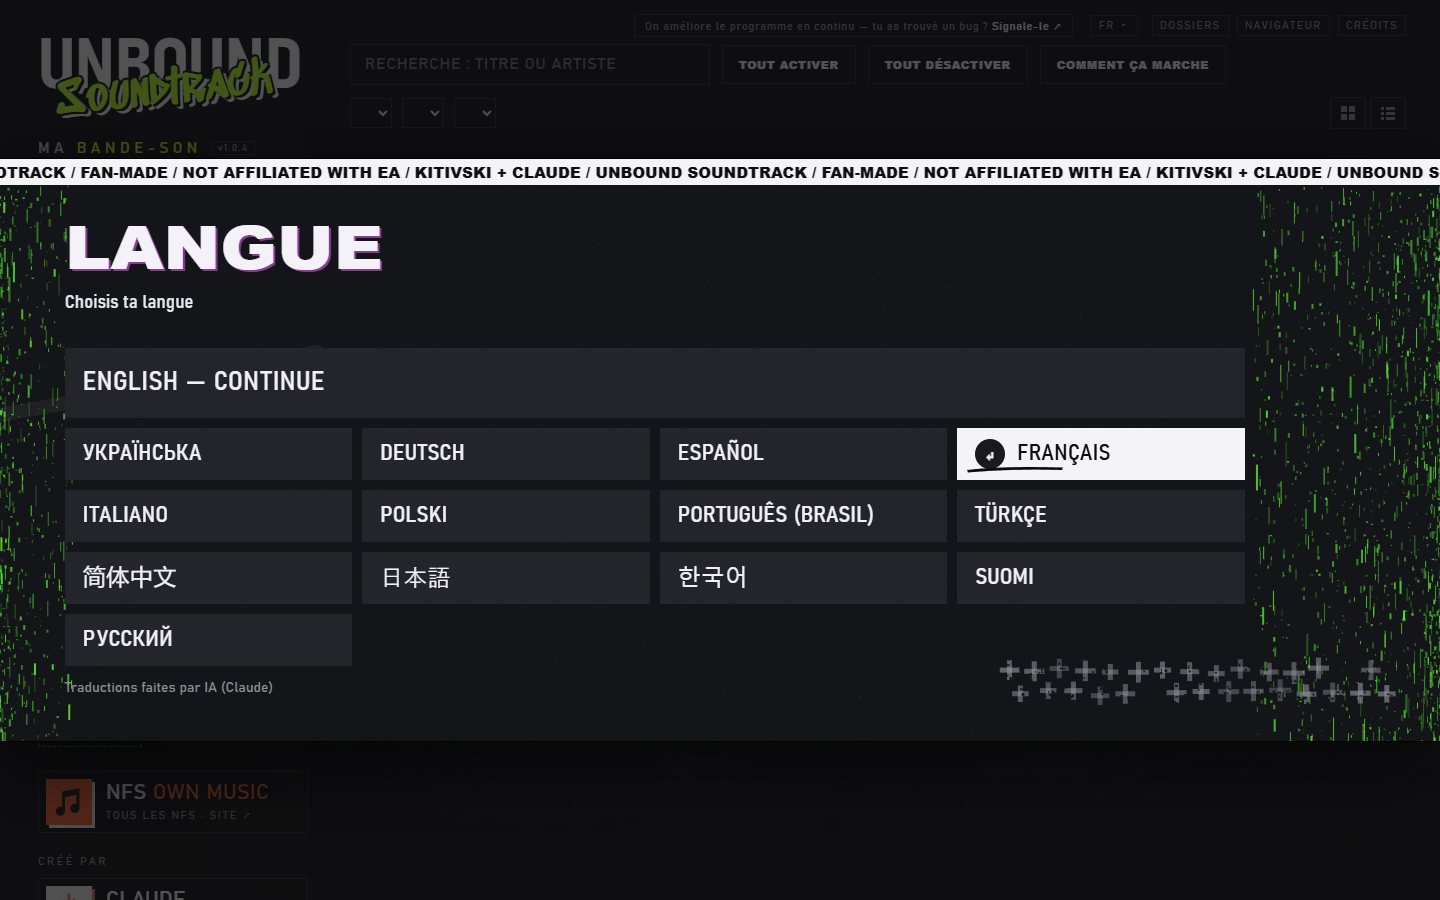 On améliore le programme en continu — tu as trouvé un bug ? Signale-le ↗
FR
DOSSIERS
NAVIGATEUR
CRÉDITS
UNBOUND
SOUNDTRACK
RECHERCHE : TITRE OU ARTISTE
TOUT ACTIVER
TOUT DÉSACTIVER
COMMENT ÇA MARCHE
MA BANDE-SON v1.0.4
DTRACK / FAN-MADE / NOT AFFILIATED WITH EA / KITIVSKI + CLAUDE / UNBOUND SOUNDTRACK / FAN-MADE / NOT AFFILIATED WITH EA / KITIVSKI + CLAUDE / UNBOUND S
LANGUE
Choisis ta langue
ENGLISH — CONTINUE
УКРАЇНСЬКА
DEUTSCH
ESPAÑOL
FRANÇAIS
ITALIANO
POLSKI
PORTUGUÊS (BRASIL)
TÜRKÇE
简体中文
日本語
한국어
SUOMI
РУССКИЙ
Traductions faites par IA (Claude)
NFS OWN MUSIC
TOUS LES NFS · SITE ↗
CRÉÉ PAR
CLAUDE